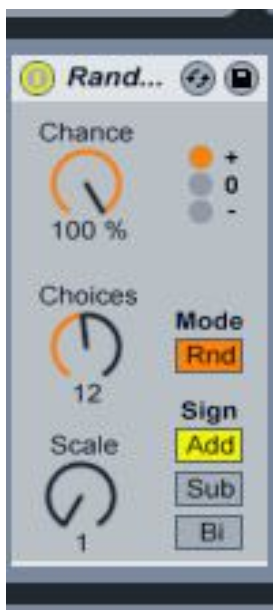 Rand...
Chance
100 %
+
0
-
Choices
12
Mode
Rnd
Sign
Add
Sub
Bi
Scale
1